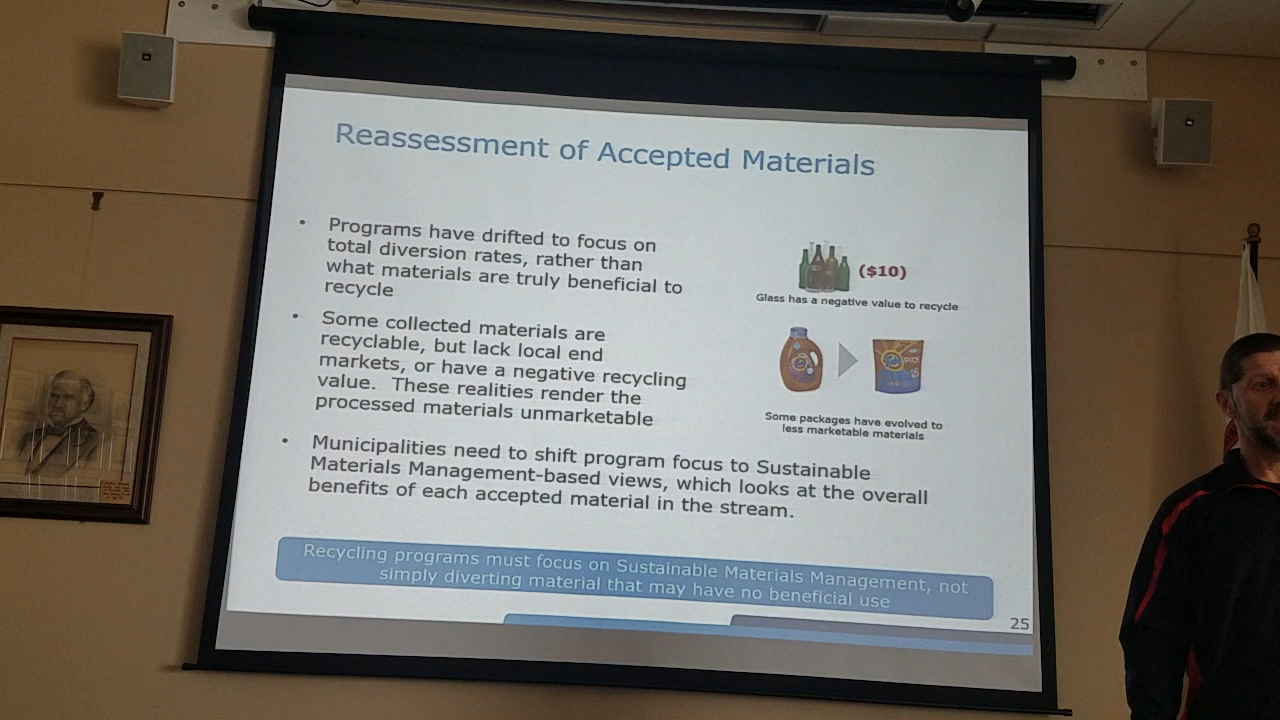 Reassessment of Accepted Materials
• Programs have drifted to focus on
total diversion rates, rather than
what materials are truly beneficial to
recycle
($10)
Glass has a negative value to recycle
• Some collected materials are
recyclable, but lack local end
markets, or have a negative recycling
value. These realities render the
processed materials unmarketable
Tide
Some packages have evolved to
less marketable materials
• Municipalities need to shift program focus to Sustainable
Materials Management-based views, which looks at the overall
benefits of each accepted material in the stream.
Recycling programs must focus on Sustainable Materials Management, not
simply diverting material that may have no beneficial use
25